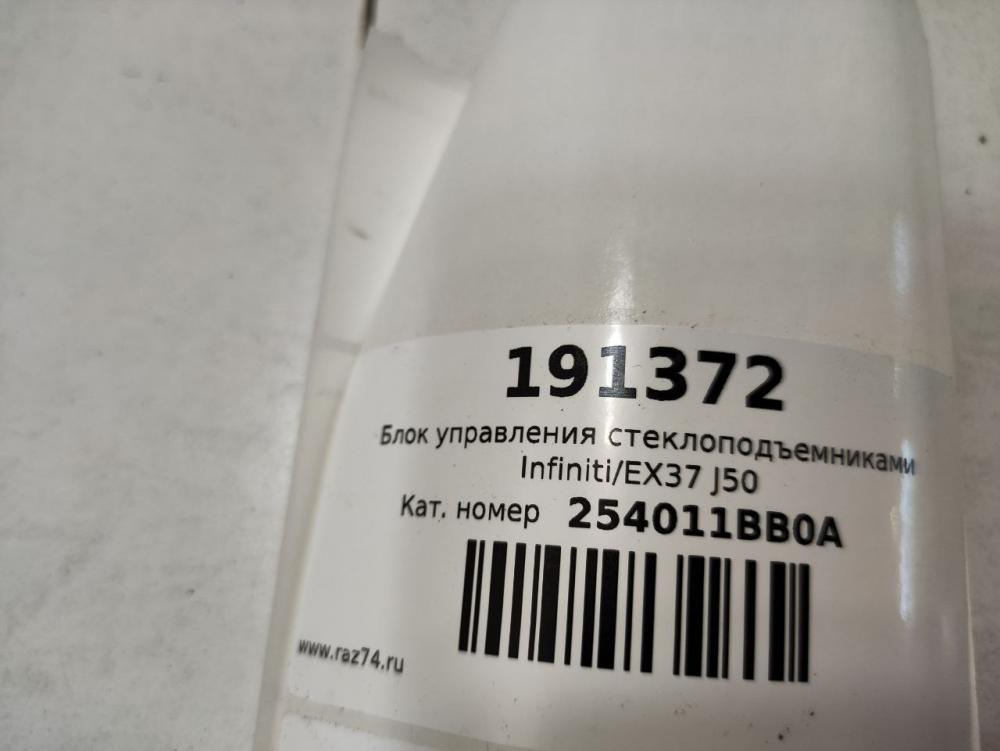 191372
Блок управления стеклоподъемниками
Infiniti/EX37 J50
Кат. номер 254011BB0A
www.raz74.ru